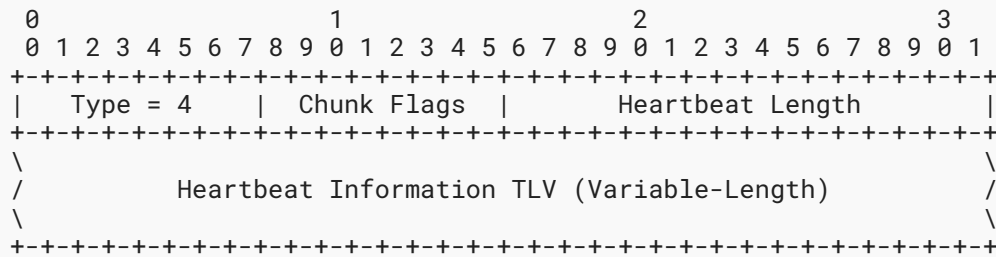 0                   1                   2                   3
 0 1 2 3 4 5 6 7 8 9 0 1 2 3 4 5 6 7 8 9 0 1 2 3 4 5 6 7 8 9 0 1
+-+-+-+-+-+-+-+-+-+-+-+-+-+-+-+-+-+-+-+-+-+-+-+-+-+-+-+-+-+-+-+-+
|   Type = 4    |  Chunk Flags  |       Heartbeat Length        |
+-+-+-+-+-+-+-+-+-+-+-+-+-+-+-+-+-+-+-+-+-+-+-+-+-+-+-+-+-+-+-+-+
\                                                               \
/          Heartbeat Information TLV (Variable-Length)          /
\                                                               \
+-+-+-+-+-+-+-+-+-+-+-+-+-+-+-+-+-+-+-+-+-+-+-+-+-+-+-+-+-+-+-+-+